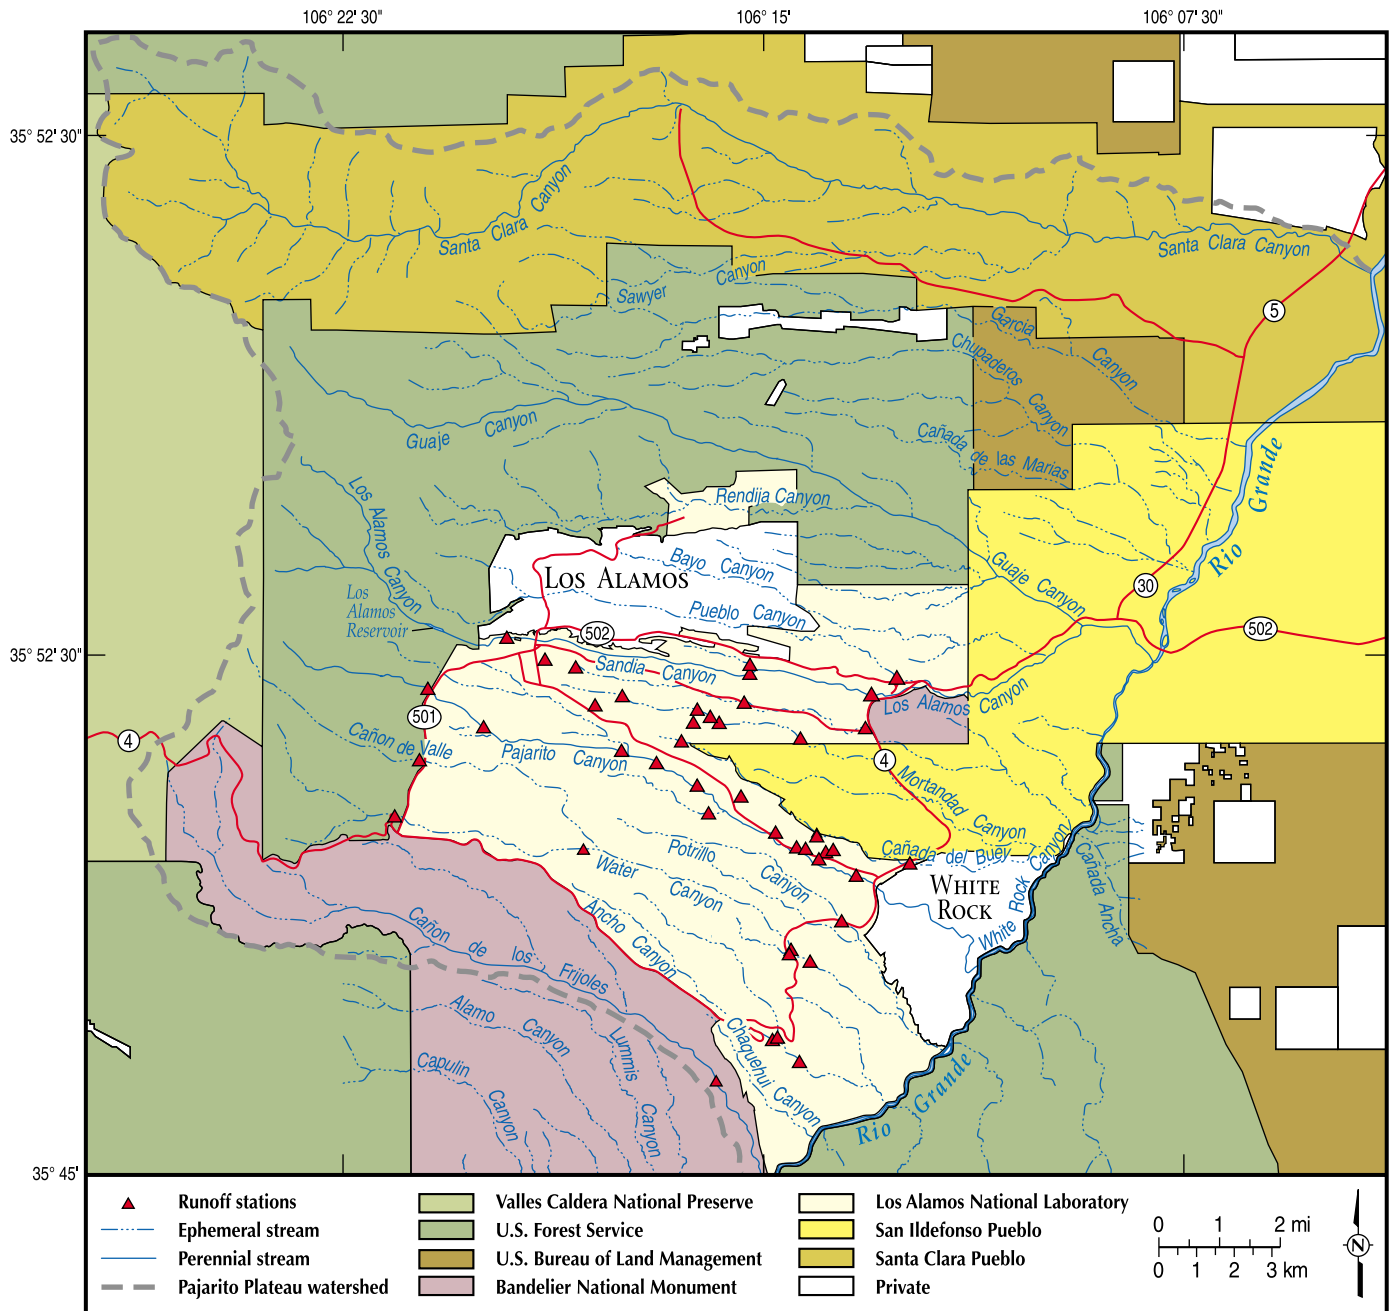 106° 22' 30"
106° 15'
106° 07' 30"
35° 52' 30"
Santa Clara Canyon
Santa Clara Canyon
Sawyer Canyon
5
Garcia Canyon
Chupaderos Canyon
Guaje Canyon
Cañada de las Marias
Rio Grande
Los Alamos Canyon
Rendija Canyon
Bayo Canyon
LOS ALAMOS
Guaje Canyon
30
Los
Alamos
Reservoir
Pueblo Canyon
502
502
35° 52' 30"
Sandia Canyon
Los Alamos Canyon
501
4
Cañon de Valle
Pajarito Canyon
4
Mortandad Canyon
Cañada del Buey
Potrillo Canyon
Water Canyon
WHITE
ROCK
White Rock Canyon
Cañada Ancha
Ancho Canyon
Cañon de los Frijoles
Alamo Canyon
Lummis Canyon
Capulin Canyon
Chaquehui Canyon
Rio Grande
35° 45'
Runoff stations
Ephemeral stream
Perennial stream
Pajarito Plateau watershed
Valles Caldera National Preserve
U.S. Forest Service
U.S. Bureau of Land Management
Bandelier National Monument
Los Alamos National Laboratory
San Ildefonso Pueblo
Santa Clara Pueblo
Private
0 1 2 mi
0 1 2 3 km
N